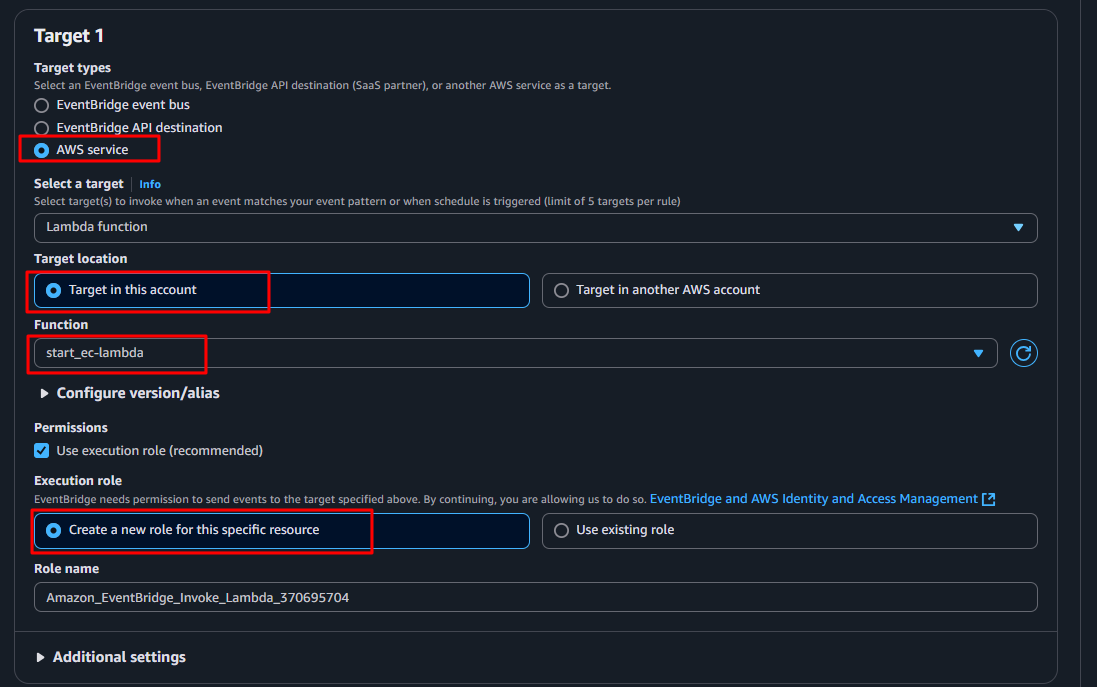 Target 1
Target types
Select an EventBridge event bus, EventBridge API destination (SaaS partner), or another AWS service as a target.
EventBridge event bus
EventBridge API destination
AWS service
Select a target Info
Select target(s) to invoke when an event matches your event pattern or when schedule is triggered (limit of 5 targets per rule)
Lambda function
Target location
Target in this account
Target in another AWS account
Function
start_ec-lambda
Configure version/alias
Permissions
Use execution role (recommended)
Execution role
EventBridge needs permission to send events to the target specified above. By continuing, you are allowing us to do so. EventBridge and AWS Identity and Access Management
Create a new role for this specific resource
Use existing role
Role name
Amazon_EventBridge_Invoke_Lambda_370695704
Additional settings